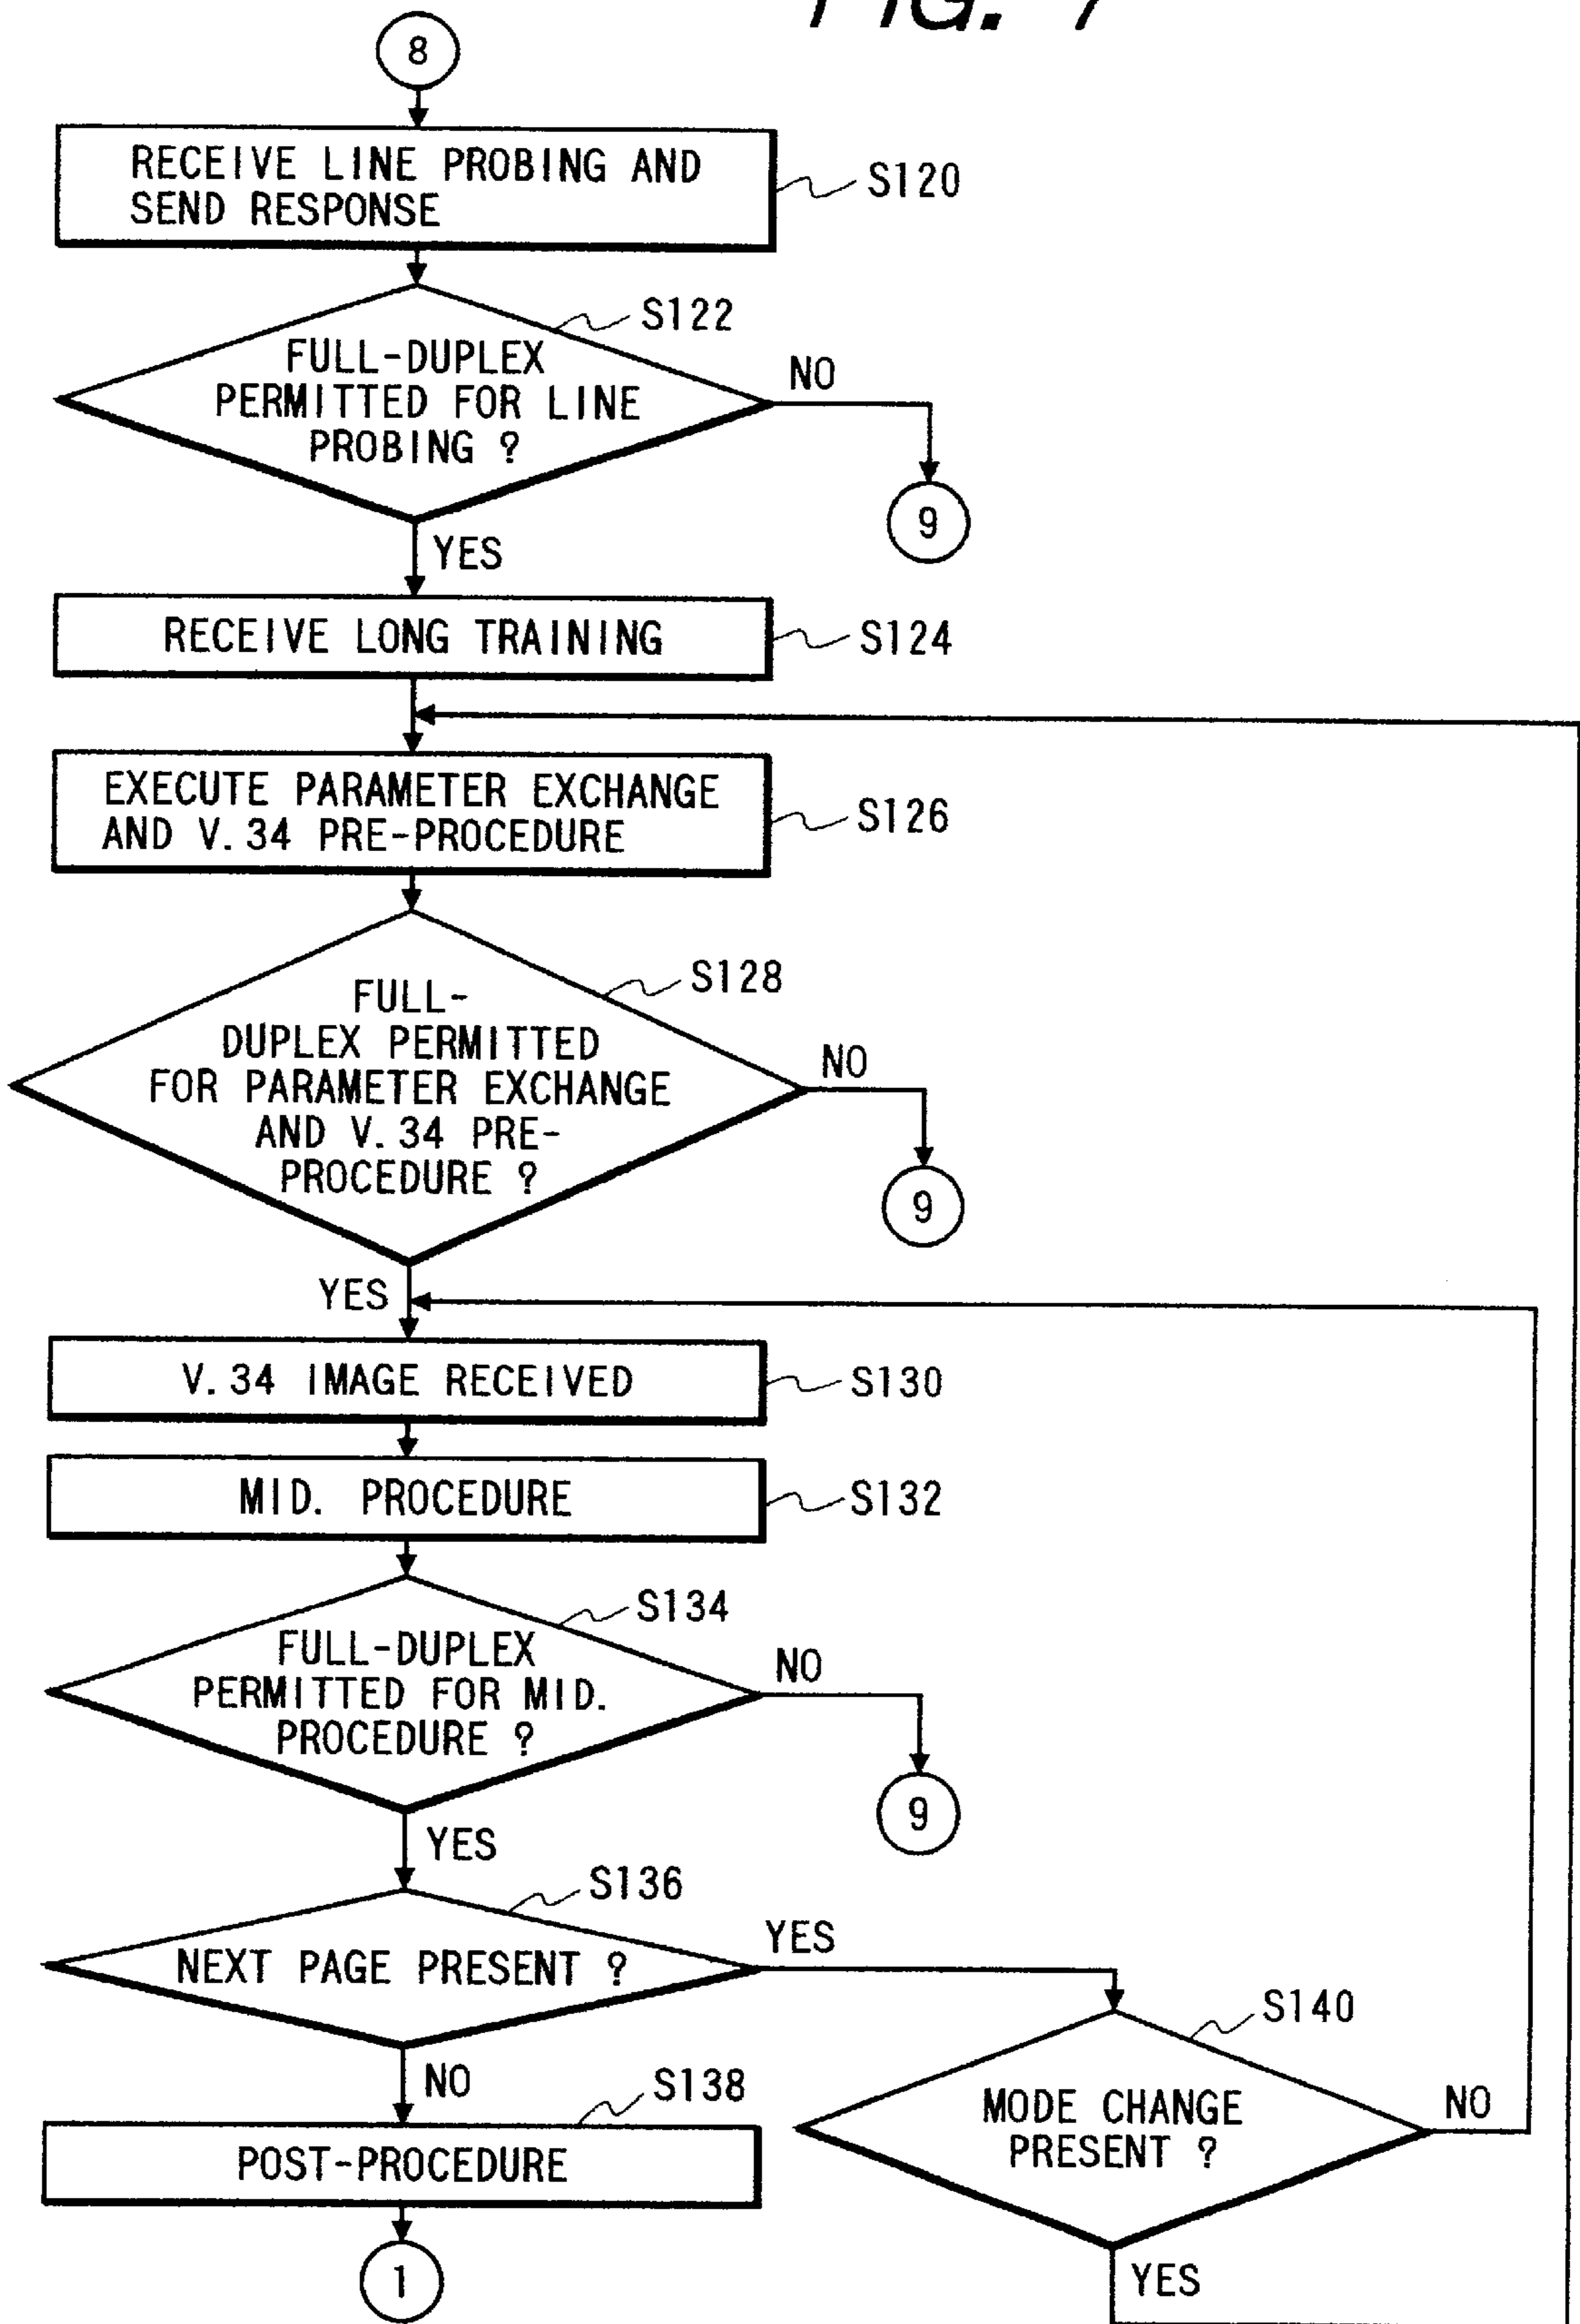 FIG. 7
8
RECEIVE LINE PROBING AND
SEND RESPONSE
S120
S122
FULL-DUPLEX
PERMITTED FOR LINE
PROBING ?
NO
9
YES
RECEIVE LONG TRAINING
S124
EXECUTE PARAMETER EXCHANGE
AND V.34 PRE-PROCEDURE
S126
S128
FULL-
DUPLEX PERMITTED
FOR PARAMETER EXCHANGE
AND V.34 PRE-
PROCEDURE ?
NO
9
YES
V.34 IMAGE RECEIVED
S130
MID. PROCEDURE
S132
S134
FULL-DUPLEX
PERMITTED FOR MID.
PROCEDURE ?
NO
9
YES
S136
NEXT PAGE PRESENT ?
YES
S140
MODE CHANGE
PRESENT ?
NO
YES
NO
S138
POST-PROCEDURE
1